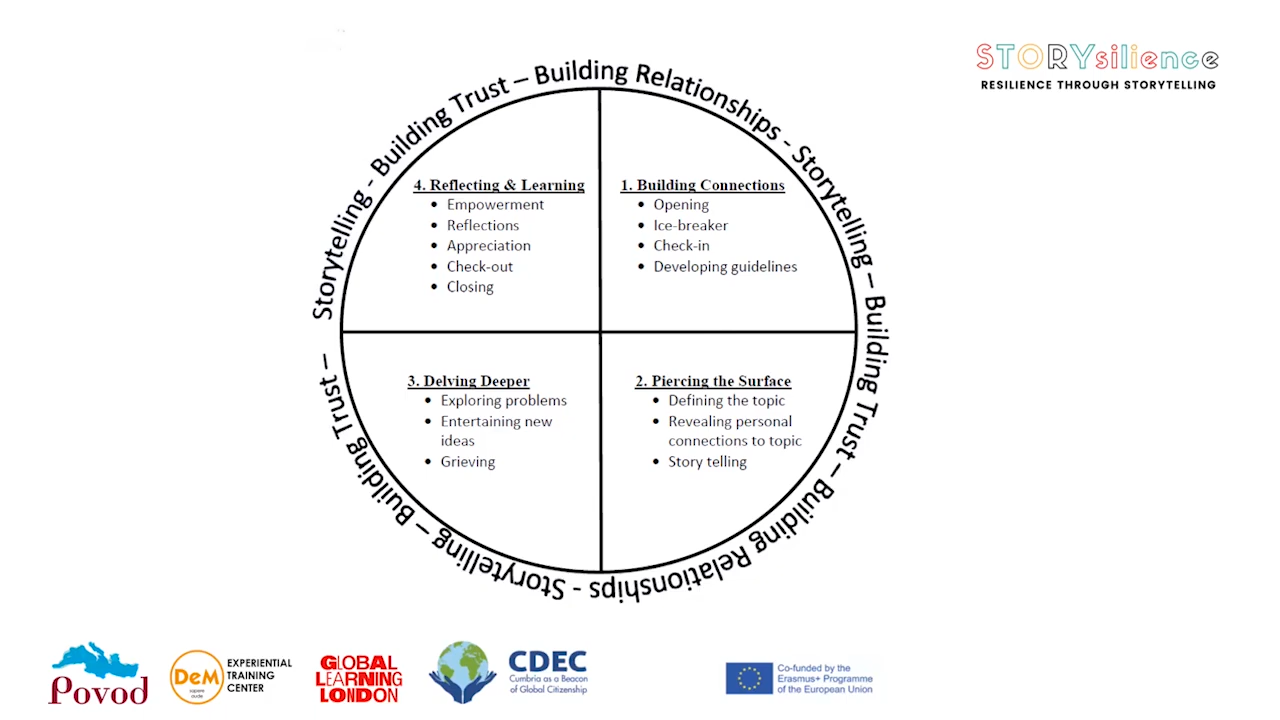 STORYsilience
RESILIENCE THROUGH STORYTELLING
Storytelling - Building Trust – Building Relationships - Storytelling – Building Trust – Building Relationships - Storytelling – Building Trust –
1. Building Connections
• Opening
• Ice-breaker
• Check-in
• Developing guidelines
2. Piercing the Surface
• Defining the topic
• Revealing personal
connections to topic
• Story telling
3. Delving Deeper
• Exploring problems
• Entertaining new
ideas
• Grieving
4. Reflecting & Learning
• Empowerment
• Reflections
• Appreciation
• Check-out
• Closing
Povod
DeM
EXPERIENTIAL
TRAINING
CENTER
GLOBAL
LEARNING
LONDON
CDEC
Cumbria as a Beacon
of Global Citizenship
Co-funded by the
Erasmus+ Programme
of the European Union